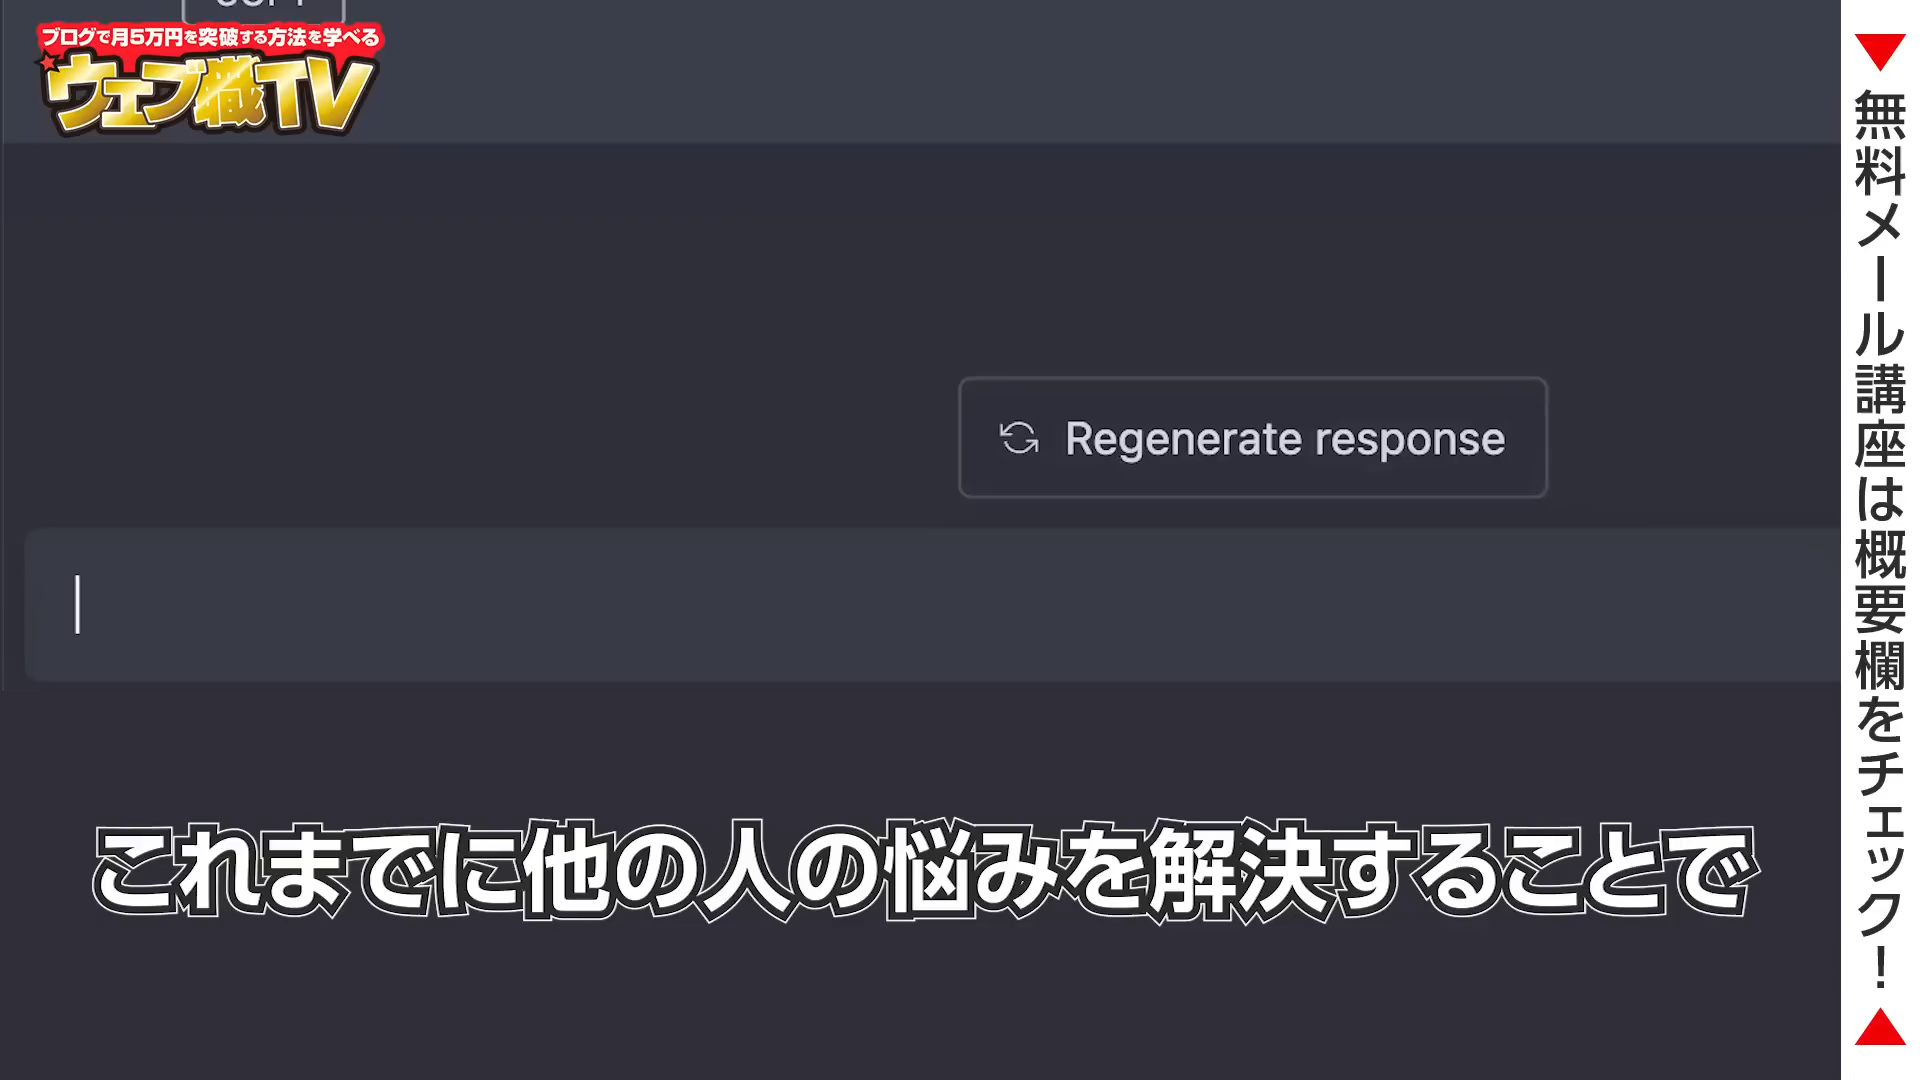 ブログで月5万円を突破する方法を学べる
ウェブ職TV
Regenerate response
これまでに他の人の悩みを解決することで
無料メール講座は概要欄をチェック！